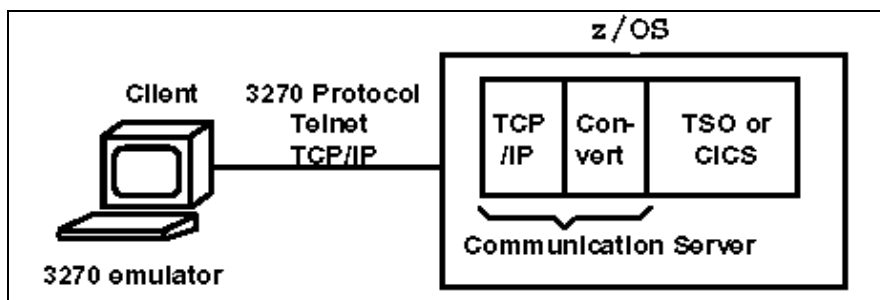 z/OS
Client
3270 Protocol
Telnet
TCP/IP
TCP
/IP
Con-
vert
TSO or
CICS
Communication Server
3270 emulator